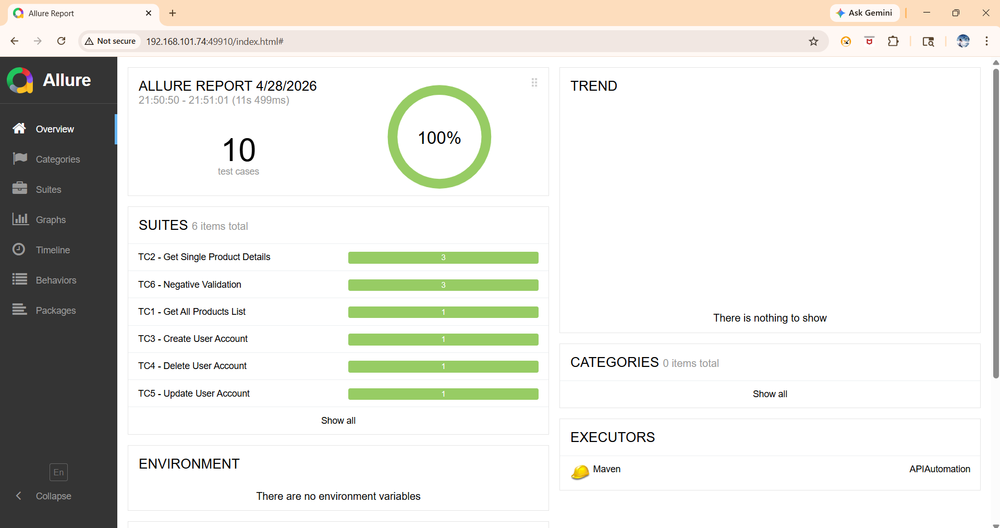 Allure Report
Ask Gemini
Not secure
192.168.101.74:49910/index.html#
Allure
Overview
Categories
Suites
Graphs
Timeline
Behaviors
Packages
En
Collapse
ALLURE REPORT 4/28/2026
21:50:50 - 21:51:01 (11s 499ms)
10
test cases
100%
SUITES 6 items total
TC2 - Get Single Product Details 3
TC6 - Negative Validation 3
TC1 - Get All Products List 1
TC3 - Create User Account 1
TC4 - Delete User Account 1
TC5 - Update User Account 1
Show all
ENVIRONMENT
There are no environment variables
TREND
There is nothing to show
CATEGORIES 0 items total
Show all
EXECUTORS
Maven APIAutomation